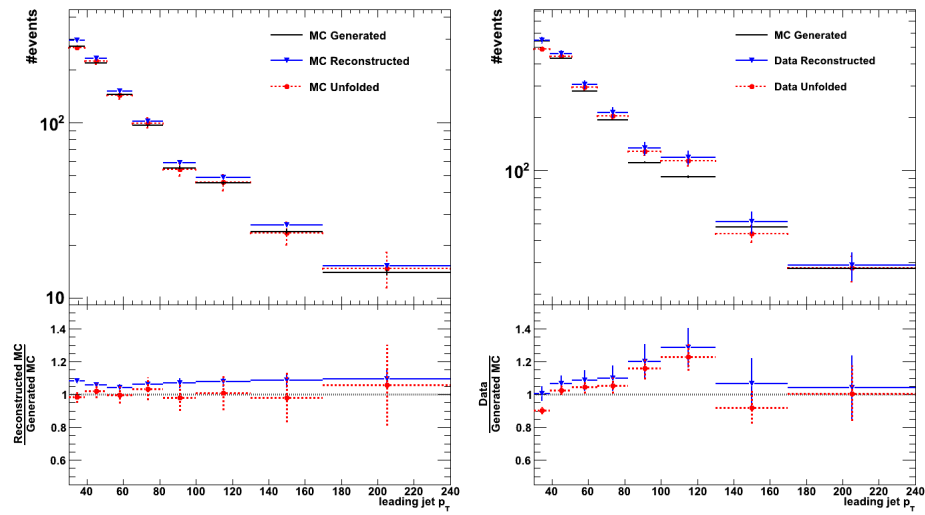 #events
MC Generated
MC Reconstructed
MC Unfolded
10²
10
Reconstructed MC
Generated MC
1.4
1.2
1
0.8
0.6
40 60 80 100 120 140 160 180 200 220 240
leading jet p_T
#events
MC Generated
Data Reconstructed
Data Unfolded
10²
Data
Generated MC
1.4
1.2
1
0.8
0.6
40 60 80 100 120 140 160 180 200 220 240
leading jet p_T